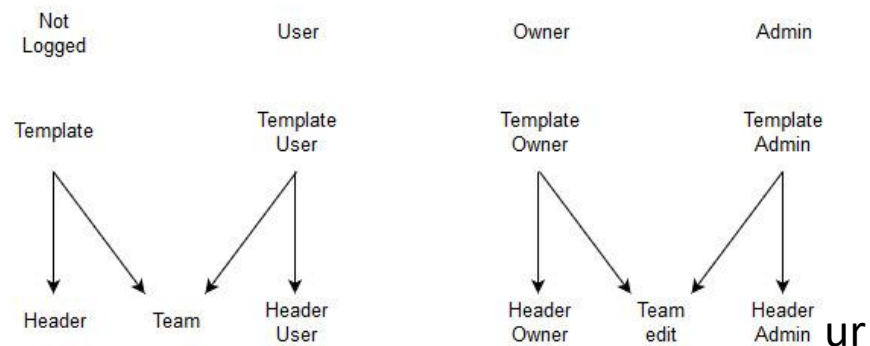 Not
Logged
User
Owner
Admin
Template
Template
User
Template
Owner
Template
Admin
Header
Team
Header
User
Header
Owner
Team
edit
Header
Admin
ur